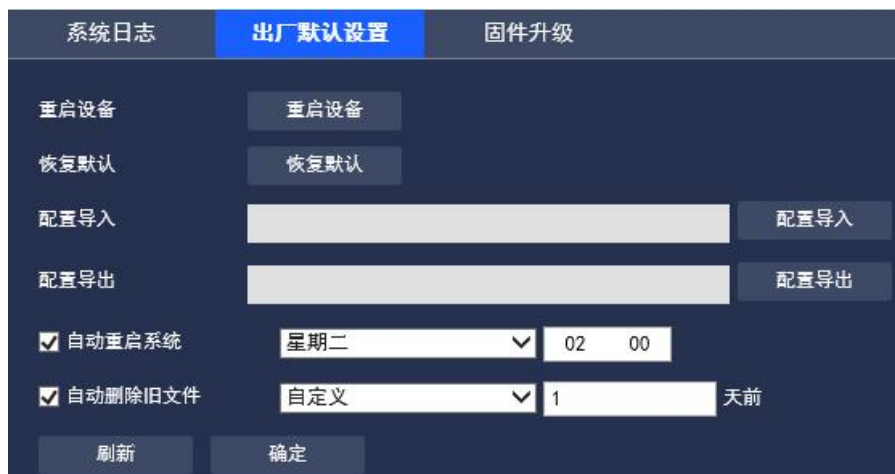 系统日志 出厂默认设置 固件升级
重启设备 重启设备
恢复默认 恢复默认
配置导入 配置导入
配置导出 配置导出
自动重启系统 星期二 02 00
自动删除旧文件 自定义 1 天前
刷新 确定